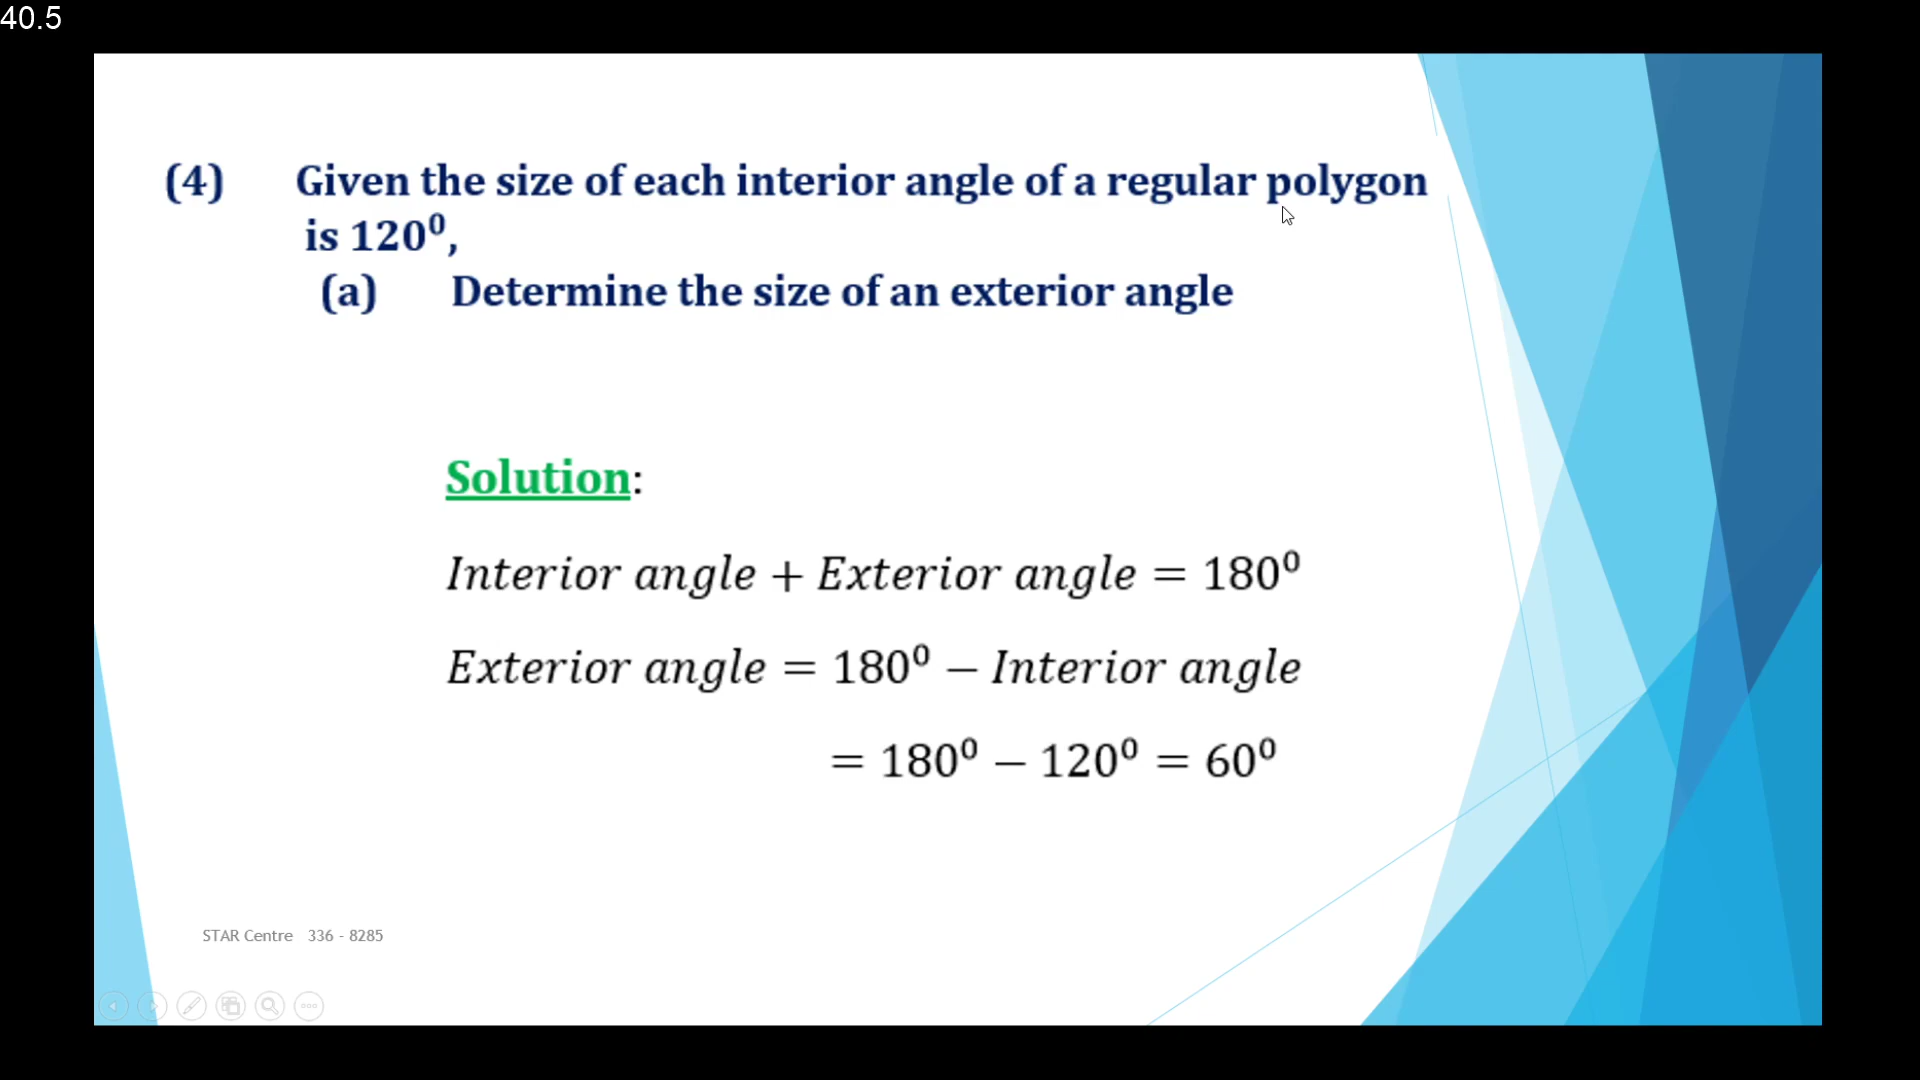 40.5
(4) Given the size of each interior angle of a regular polygon
is 120⁰,
(a) Determine the size of an exterior angle
Solution:
Interior angle + Exterior angle = 180⁰
Exterior angle = 180⁰ − Interior angle
= 180⁰ − 120⁰ = 60⁰
STAR Centre 336 - 8285